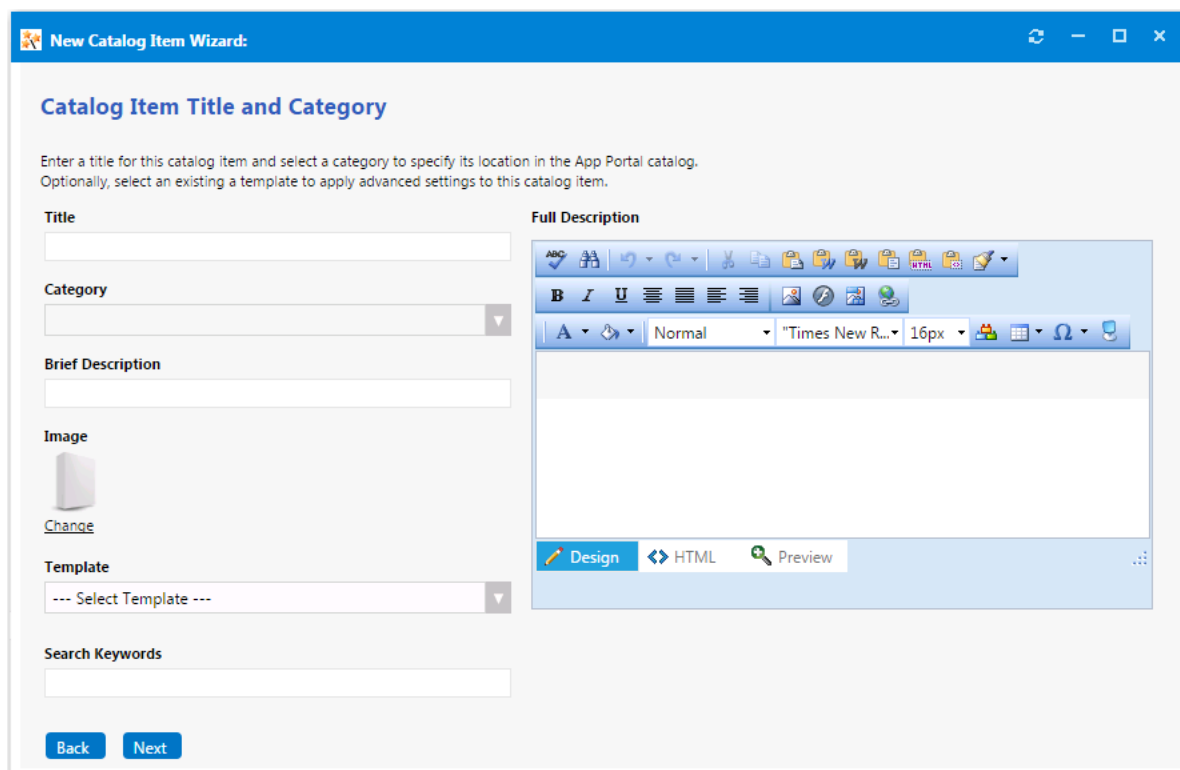 New Catalog Item Wizard:
Catalog Item Title and Category
Enter a title for this catalog item and select a category to specify its location in the App Portal catalog.
Optionally, select an existing a template to apply advanced settings to this catalog item.
Title
Category
Brief Description
Image
Change
Template
--- Select Template ---
Search Keywords
Back
Next
Full Description
ABC
HTML
B I U
A
Normal
"Times New R...
16px
Ω
Design
HTML
Preview